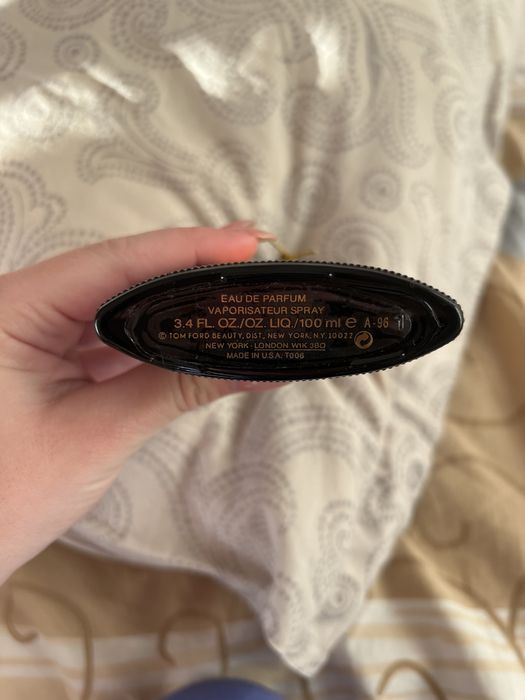 EAU DE PARFUM
VAPORISATEUR SPRAY
3.4 FL. OZ./OZ. LIQ./100 ml ℮ A-96
© TOM FORD BEAUTY, DIST., NEW YORK, N.Y. 10022
NEW YORK · LONDON W1K 3BQ
MADE IN U.S.A. T006